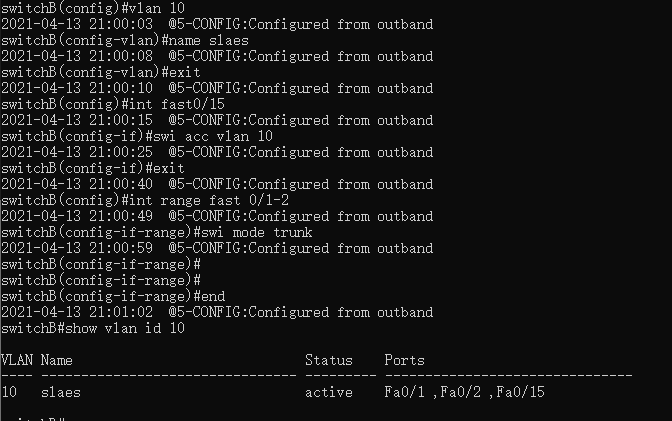 switchB(config)#vlan 10
2021-04-13 21:00:03  @5-CONFIG:Configured from outband
switchB(config-vlan)#name slaes
2021-04-13 21:00:08  @5-CONFIG:Configured from outband
switchB(config-vlan)#exit
2021-04-13 21:00:10  @5-CONFIG:Configured from outband
switchB(config)#int fast0/15
2021-04-13 21:00:15  @5-CONFIG:Configured from outband
switchB(config-if)#swi acc vlan 10
2021-04-13 21:00:25  @5-CONFIG:Configured from outband
switchB(config-if)#exit
2021-04-13 21:00:40  @5-CONFIG:Configured from outband
switchB(config)#int range fast 0/1-2
2021-04-13 21:00:49  @5-CONFIG:Configured from outband
switchB(config-if-range)#swi mode trunk
2021-04-13 21:00:59  @5-CONFIG:Configured from outband
switchB(config-if-range)#
switchB(config-if-range)#
switchB(config-if-range)#end
2021-04-13 21:01:02  @5-CONFIG:Configured from outband
switchB#show vlan id 10
VLAN Name                             Status    Ports
---- -------------------------------- --------- -------------------------------
10   slaes                            active    Fa0/1 ,Fa0/2 ,Fa0/15